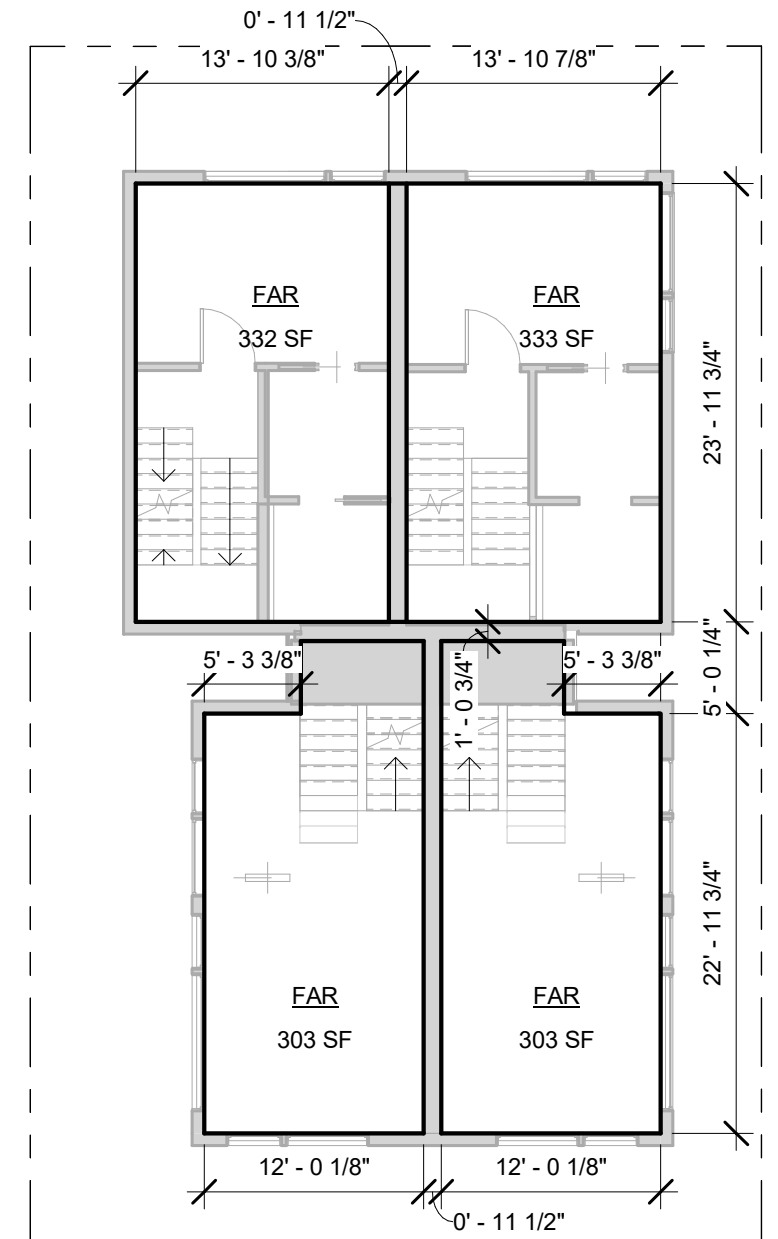 0' - 11 1/2"
13' - 10 3/8"
13' - 10 7/8"
FAR
332 SF
FAR
333 SF
23' - 11 3/4"
5' - 3 3/8"
1' - 0 3/4"
5' - 3 3/8"
5' - 0 1/4"
22' - 11 3/4"
FAR
303 SF
FAR
303 SF
12' - 0 1/8"
12' - 0 1/8"
0' - 11 1/2"